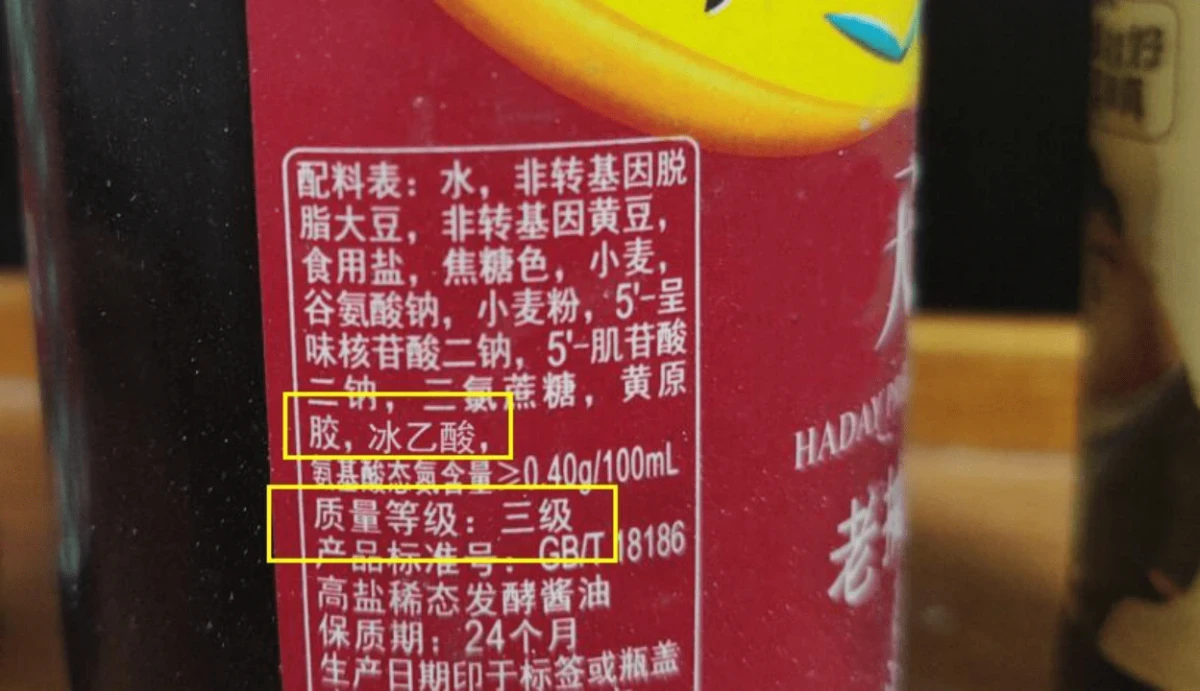 配料表：水，非转基因脱
脂大豆，非转基因黄豆，
食用盐，焦糖色，小麦，
谷氨酸钠，小麦粉，5'-呈
味核苷酸二钠，5'-肌苷酸
二钠，三氯蔗糖，黄原
胶，冰乙酸，
氨基酸态氮含量≥0.40g/100mL
质量等级：三级
产品标准号：GB/T 18186
高盐稀态发酵酱油
保质期：24个月
生产日期印于标签或瓶盖
HADAY
老